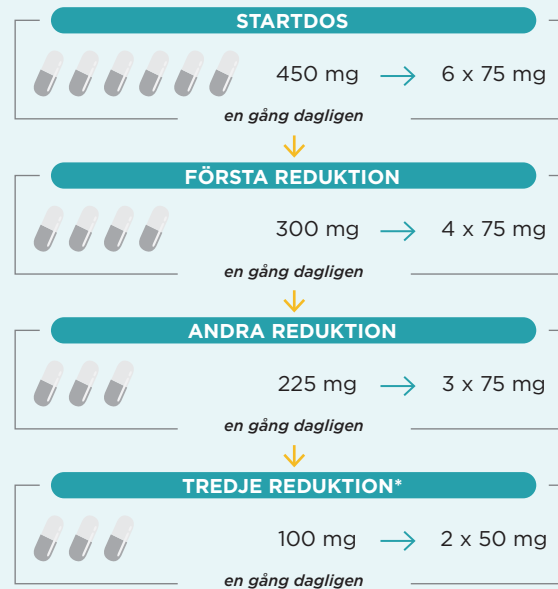 STARTDOS
450 mg → 6 x 75 mg
en gång dagligen
FÖRSTA REDUKTION
300 mg → 4 x 75 mg
en gång dagligen
ANDRA REDUKTION
225 mg → 3 x 75 mg
en gång dagligen
TREDJE REDUKTION*
100 mg → 2 x 50 mg
en gång dagligen